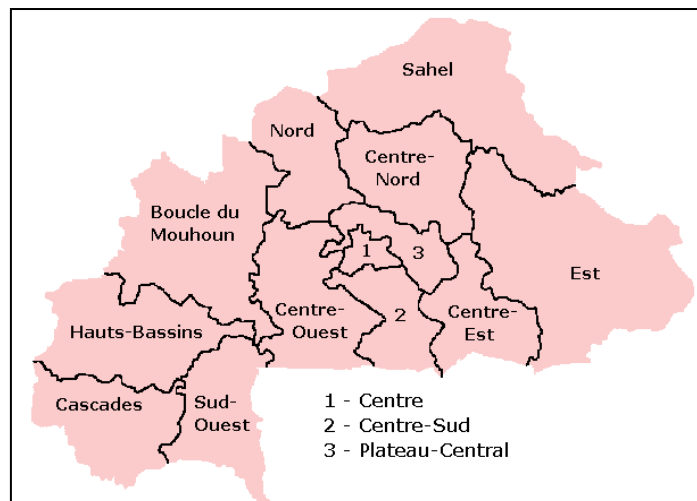 Sahel
Nord
Centre-
Nord
Boucle du
Mouhoun
1
3
Est
Centre-
Ouest
2
Centre-
Est
Hauts-Bassins
Cascades
Sud-
Ouest
1 - Centre
2 - Centre-Sud
3 - Plateau-Central